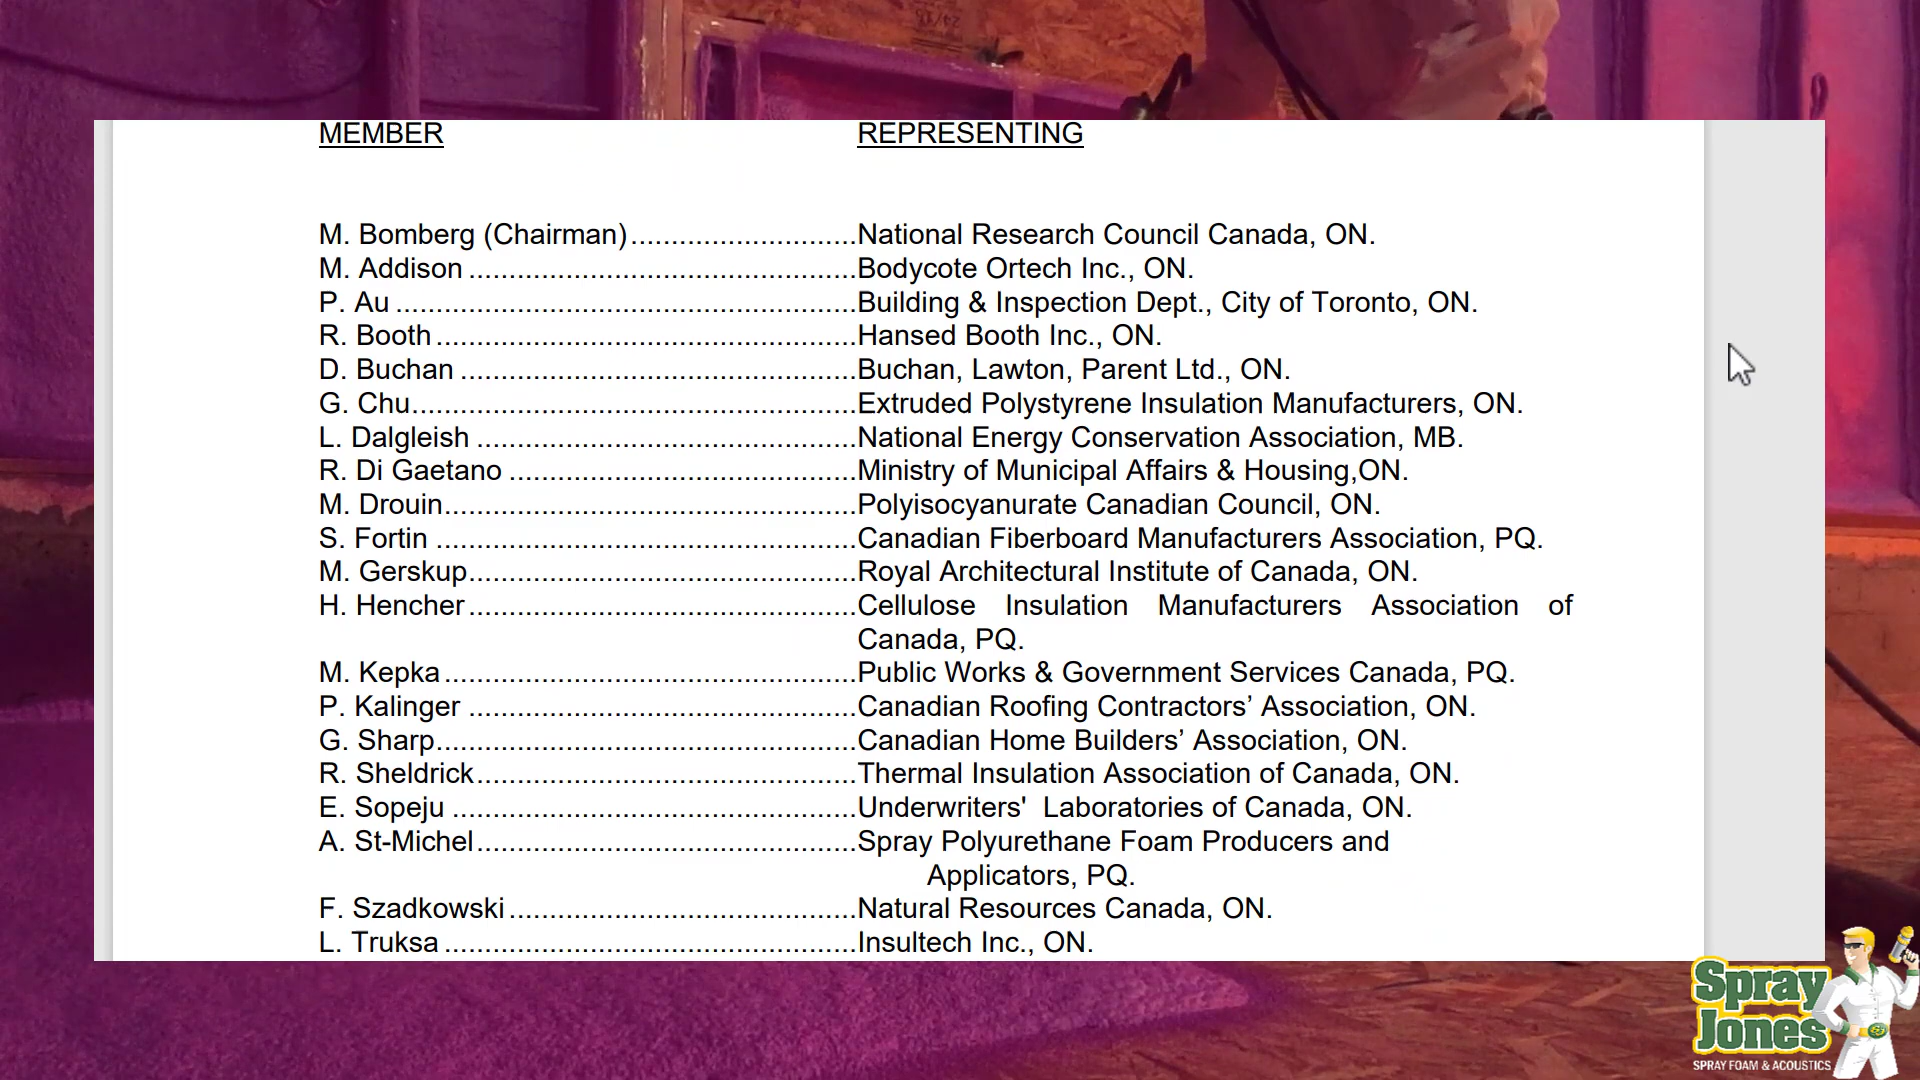 MEMBER REPRESENTING
M. Bomberg (Chairman)............................National Research Council Canada, ON.
M. Addison ................................................Bodycote Ortech Inc., ON.
P. Au .........................................................Building & Inspection Dept., City of Toronto, ON.
R. Booth ....................................................Hansed Booth Inc., ON.
D. Buchan .................................................Buchan, Lawton, Parent Ltd., ON.
G. Chu.......................................................Extruded Polystyrene Insulation Manufacturers, ON.
L. Dalgleish ...............................................National Energy Conservation Association, MB.
R. Di Gaetano ...........................................Ministry of Municipal Affairs & Housing,ON.
M. Drouin...................................................Polyisocyanurate Canadian Council, ON.
S. Fortin ....................................................Canadian Fiberboard Manufacturers Association, PQ.
M. Gerskup................................................Royal Architectural Institute of Canada, ON.
H. Hencher................................................Cellulose Insulation Manufacturers Association of
Canada, PQ.
M. Kepka...................................................Public Works & Government Services Canada, PQ.
P. Kalinger ................................................Canadian Roofing Contractors’ Association, ON.
G. Sharp....................................................Canadian Home Builders’ Association, ON.
R. Sheldrick...............................................Thermal Insulation Association of Canada, ON.
E. Sopeju ..................................................Underwriters' Laboratories of Canada, ON.
A. St-Michel...............................................Spray Polyurethane Foam Producers and
Applicators, PQ.
F. Szadkowski...........................................Natural Resources Canada, ON.
L. Truksa ...................................................Insultech Inc., ON.
Spray
Jones
SPRAY FOAM & ACOUSTICS